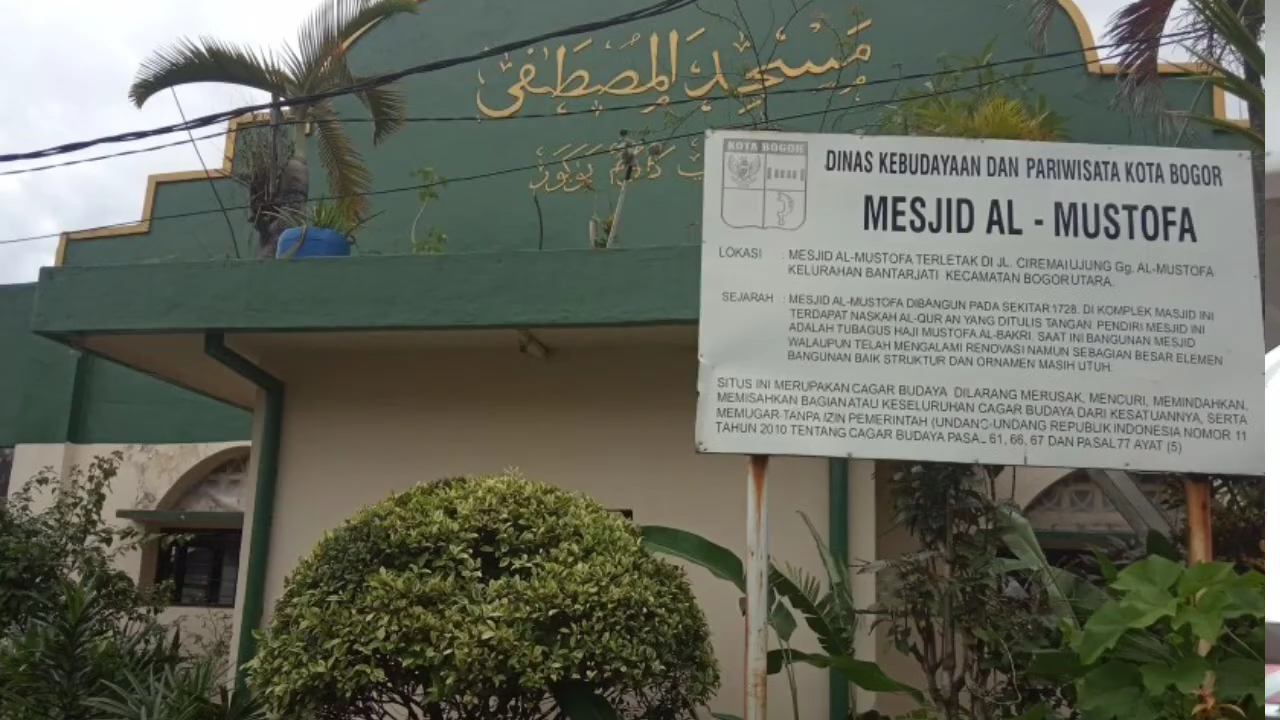 مَسْجِدُ الْمُصْطَفَى
KOTA BOGOR
DINAS KEBUDAYAAN DAN PARIWISATA KOTA BOGOR
MESJID AL - MUSTOFA
LOKASI : MESJID AL-MUSTOFA TERLETAK DI JL. CIREMAI UJUNG Gg. AL-MUSTOFA
KELURAHAN BANTARJATI KECAMATAN BOGOR UTARA.
SEJARAH : MESJID AL-MUSTOFA DIBANGUN PADA SEKITAR 1728. DI KOMPLEK MASJID INI
TERDAPAT NASKAH AL-QUR AN YANG DITULIS TANGAN. PENDIRI MESJID INI
ADALAH TUBAGUS HAJI MUSTOFA AL-BAKRI. SAAT INI BANGUNAN MESJID
WALAUPUN TELAH MENGALAMI RENOVASI NAMUN SEBAGIAN BESAR ELEMEN
BANGUNAN BAIK STRUKTUR DAN ORNAMEN MASIH UTUH.
SITUS INI MERUPAKAN CAGAR BUDAYA DILARANG MERUSAK, MENCURI, MEMINDAHKAN,
MEMISAHKAN BAGIAN ATAU KESELURUHAN CAGAR BUDAYA DARI KESATUANNYA, SERTA
MEMUGAR TANPA IZIN PEMERINTAH (UNDANG-UNDANG REPUBLIK INDONESIA NOMOR 11
TAHUN 2010 TENTANG CAGAR BUDAYA PASAL 61, 66, 67 DAN PASAL 77 AYAT (5)